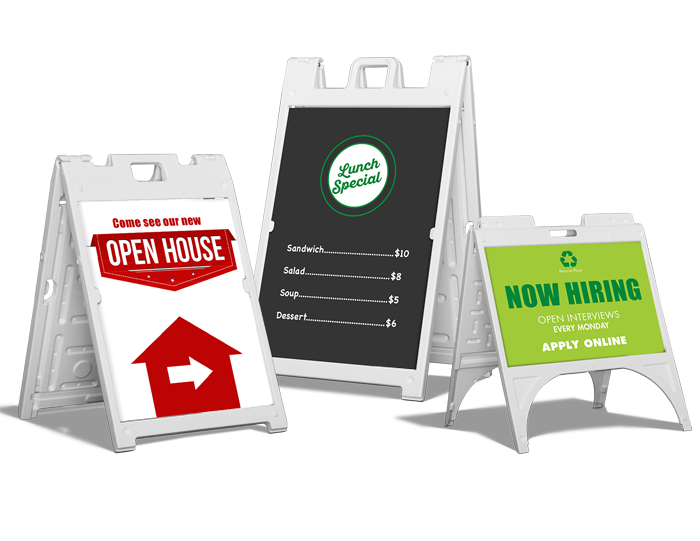 Come see our new
OPEN HOUSE
Lunch
Special
Sandwich..............................$10
Salad.....................................$8
Soup......................................$5
Dessert..................................$6
NOW HIRING
OPEN INTERVIEWS
EVERY MONDAY
APPLY ONLINE